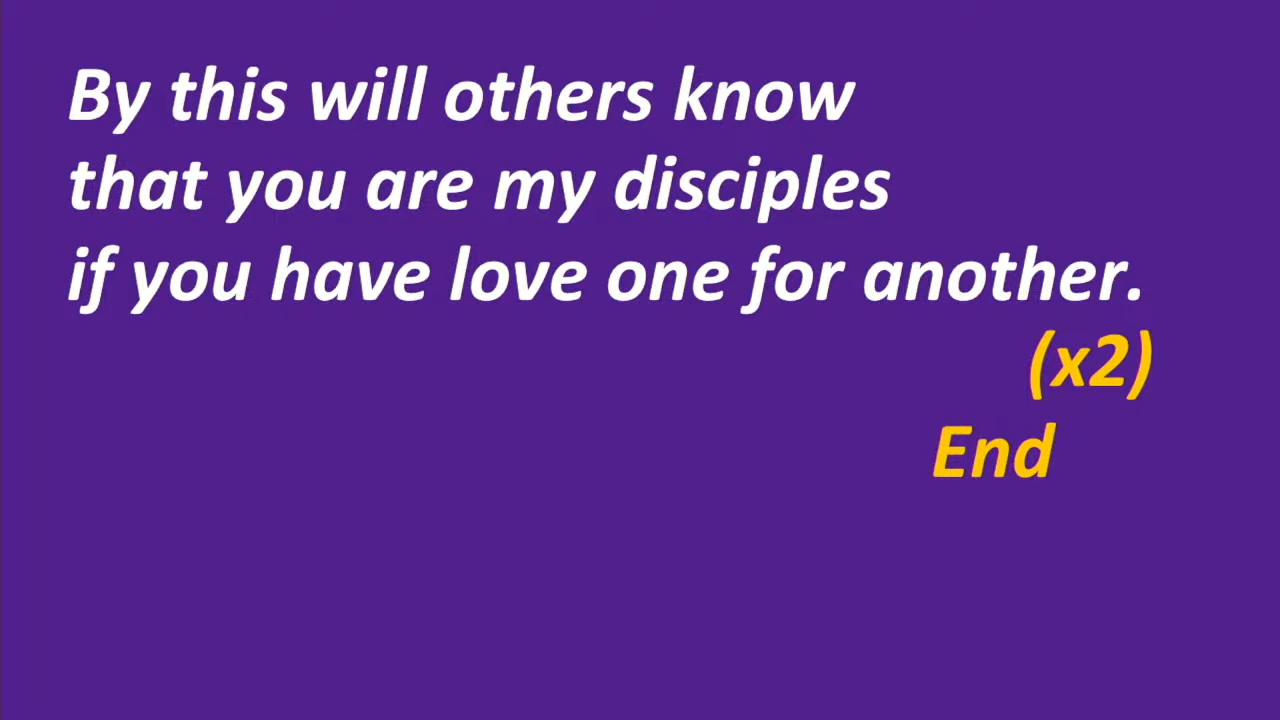 By this will others know
that you are my disciples
if you have love one for another.
(x2)
End